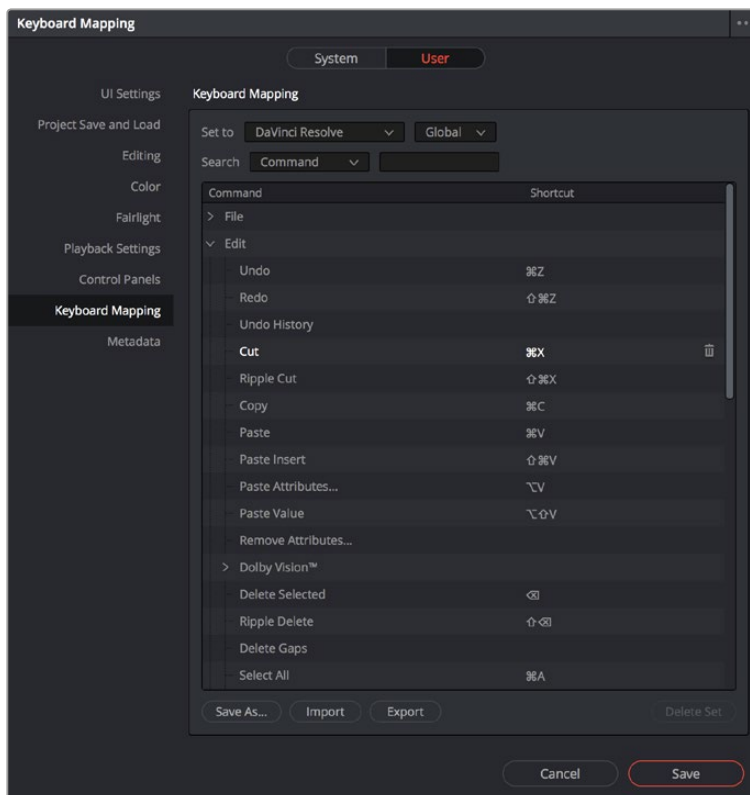 Keyboard Mapping
System User
UI Settings
Project Save and Load
Editing
Color
Fairlight
Playback Settings
Control Panels
Keyboard Mapping
Metadata
Keyboard Mapping
Set to DaVinci Resolve Global
Search Command
Command Shortcut
File
Edit
Undo ⌘Z
Redo ⇧⌘Z
Undo History
Cut ⌘X
Ripple Cut ⇧⌘X
Copy ⌘C
Paste ⌘V
Paste Insert ⇧⌘V
Paste Attributes... ⌥V
Paste Value ⌥⇧V
Remove Attributes...
Dolby Vision™
Delete Selected ⌫
Ripple Delete ⇧⌫
Delete Gaps
Select All ⌘A
Save As... Import Export Delete Set
Cancel Save